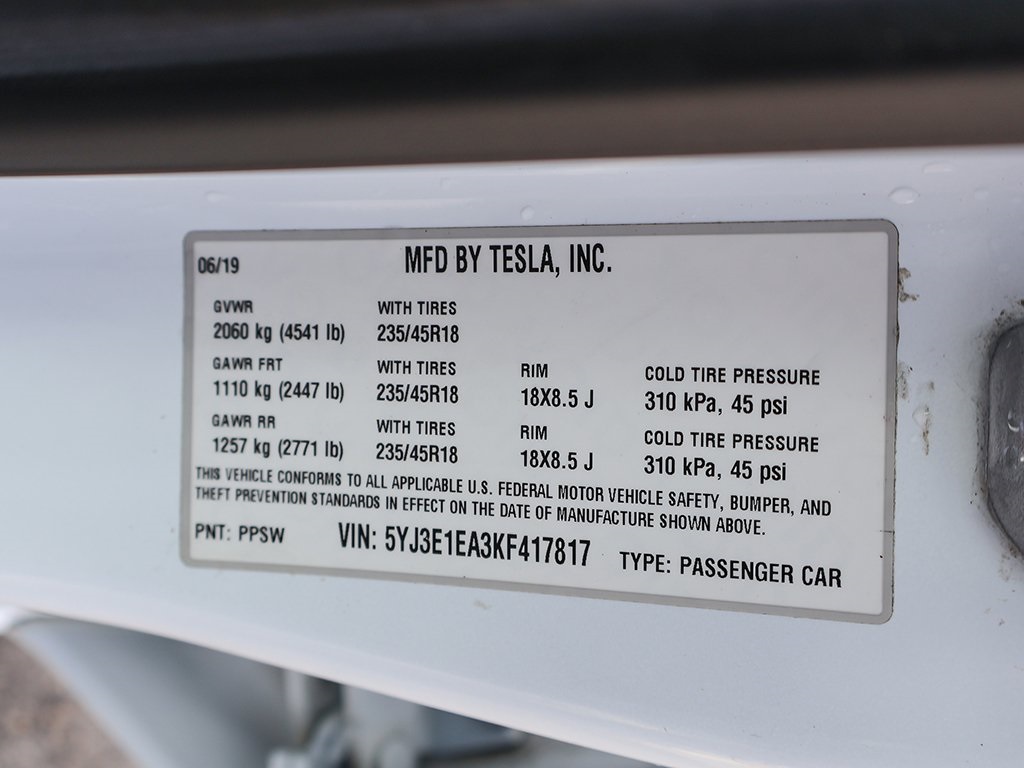 06/19 MFD BY TESLA, INC.
GVWR WITH TIRES
2060 kg (4541 lb) 235/45R18
GAWR FRT WITH TIRES RIM COLD TIRE PRESSURE
1110 kg (2447 lb) 235/45R18 18X8.5 J 310 kPa, 45 psi
GAWR RR WITH TIRES RIM COLD TIRE PRESSURE
1257 kg (2771 lb) 235/45R18 18X8.5 J 310 kPa, 45 psi
THIS VEHICLE CONFORMS TO ALL APPLICABLE U.S. FEDERAL MOTOR VEHICLE SAFETY, BUMPER, AND
THEFT PREVENTION STANDARDS IN EFFECT ON THE DATE OF MANUFACTURE SHOWN ABOVE.
PNT: PPSW VIN: 5YJ3E1EA3KF417817 TYPE: PASSENGER CAR